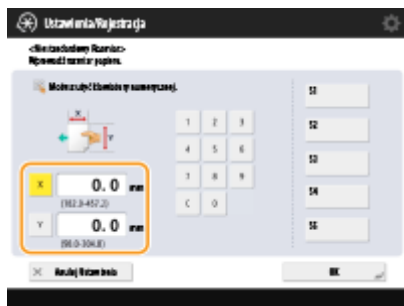 Ustawienia/Rejestracja
<Niestandardowy Rozmiar>
Wprowadź rozmiar papieru.
Można użyć klawiatury numerycznej.
X
Y
1 2 3
4 5 6
7 8 9
C 0
X 0. 0 mm
(182.0-457.2)
Y 0. 0 mm
(98.0-304.8)
S1
S2
S3
S4
S5
Anuluj Ustawienia
OK